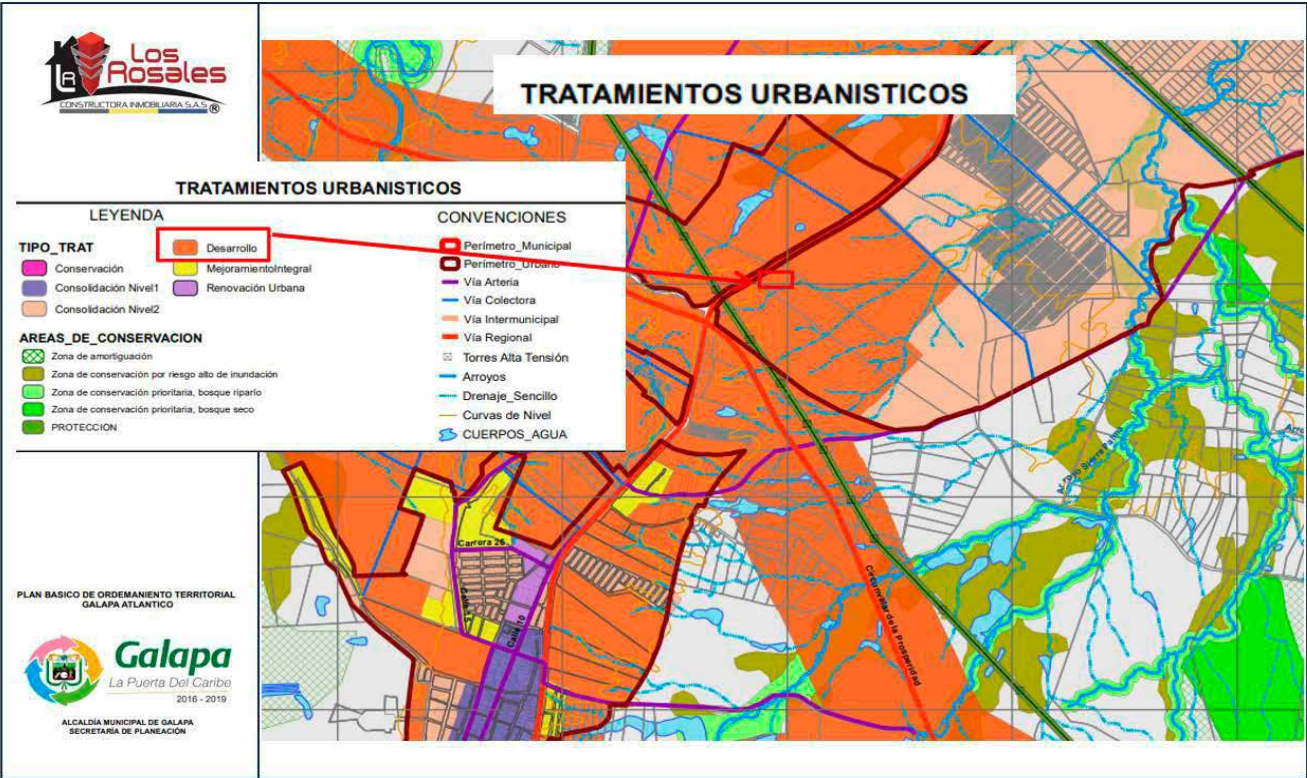 LR
Los
Rosales
CONSTRUCTORA INMOBILIARIA S.A.S ®
TRATAMIENTOS URBANISTICOS
TRATAMIENTOS URBANISTICOS
LEYENDA
TIPO_TRAT
Conservación
Consolidación Nivel1
Consolidación Nivel2
Desarrollo
MejoramientoIntegral
Renovación Urbana
AREAS_DE_CONSERVACION
Zona de amortiguación
Zona de conservación por riesgo alto de inundación
Zona de conservación prioritaria, bosque ripario
Zona de conservación prioritaria, bosque seco
PROTECCION
CONVENCIONES
Perímetro_Municipal
Perímetro_Urbano
Vía Arteria
Vía Colectora
Vía Intermunicipal
Vía Regional
Torres Alta Tensión
Arroyos
Drenaje_Sencillo
Curvas de Nivel
CUERPOS_AGUA
Carrera 26
Calle 15
Calle 10
Circunvalar de la Prosperidad
PLAN BASICO DE ORDEMANIENTO TERRITORIAL
GALAPA ATLANTICO
Galapa
La Puerta Del Caribe
2016 - 2019
ALCALDÍA MUNICIPAL DE GALAPA
SECRETARÍA DE PLANEACIÓN